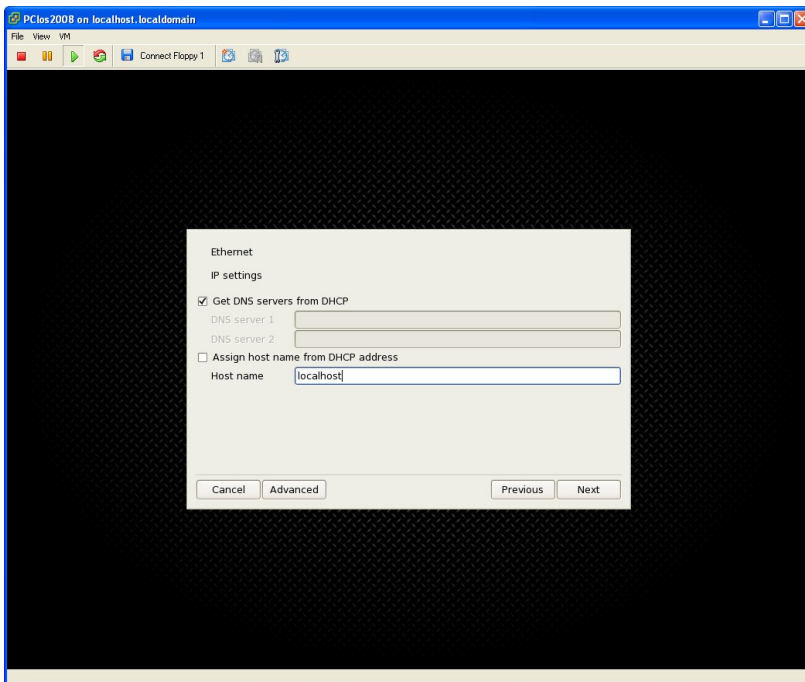 PClos2008 on localhost.localdomain
File View VM
Connect Floppy 1
Ethernet
IP settings
Get DNS servers from DHCP
DNS server 1
DNS server 2
Assign host name from DHCP address
Host name localhost
Cancel Advanced Previous Next